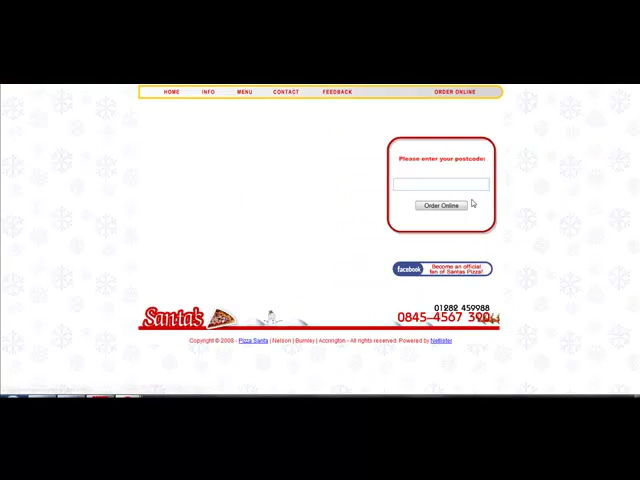 HOME INFO MENU CONTACT FEEDBACK ORDER ONLINE
Please enter your postcode:
Order Online
facebook Become an official
fan of Santas Pizza!
01282 459988
Santa's 0845-4567 390
Copyright © 2008 - Pizza Santa | Nelson | Burnley | Accrington - All rights reserved. Powered by Netlister